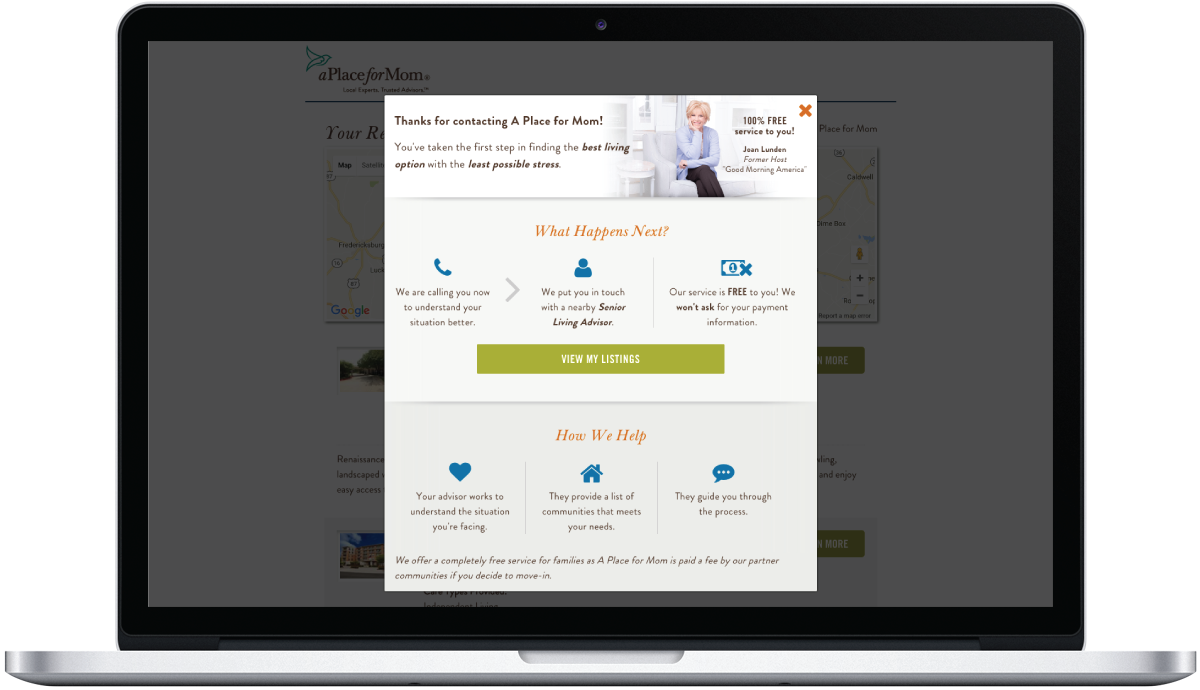 aPlaceforMom®
Local Experts. Trusted Advisors.™
Your Re
Place for Mom
Map Satell
Caldwell
Dime Box
Fredericksburg
Google
Report a map error
Thanks for contacting A Place for Mom!
You've taken the first step in finding the best living
option with the least possible stress.
100% FREE
service to you!
Joan Lunden
Former Host
"Good Morning America"
What Happens Next?
We are calling you now
to understand your
situation better.
We put you in touch
with a nearby Senior
Living Advisor.
Our service is FREE to you! We
won't ask for your payment
information.
VIEW MY LISTINGS
N MORE
How We Help
Your advisor works to
understand the situation
you're facing.
They provide a list of
communities that meets
your needs.
They guide you through
the process.
We offer a completely free service for families as A Place for Mom is paid a fee by our partner
communities if you decide to move-in.
Renaissance
landscaped
easy access
and enjoy
N MORE
Care Types Provided:
Independent Living